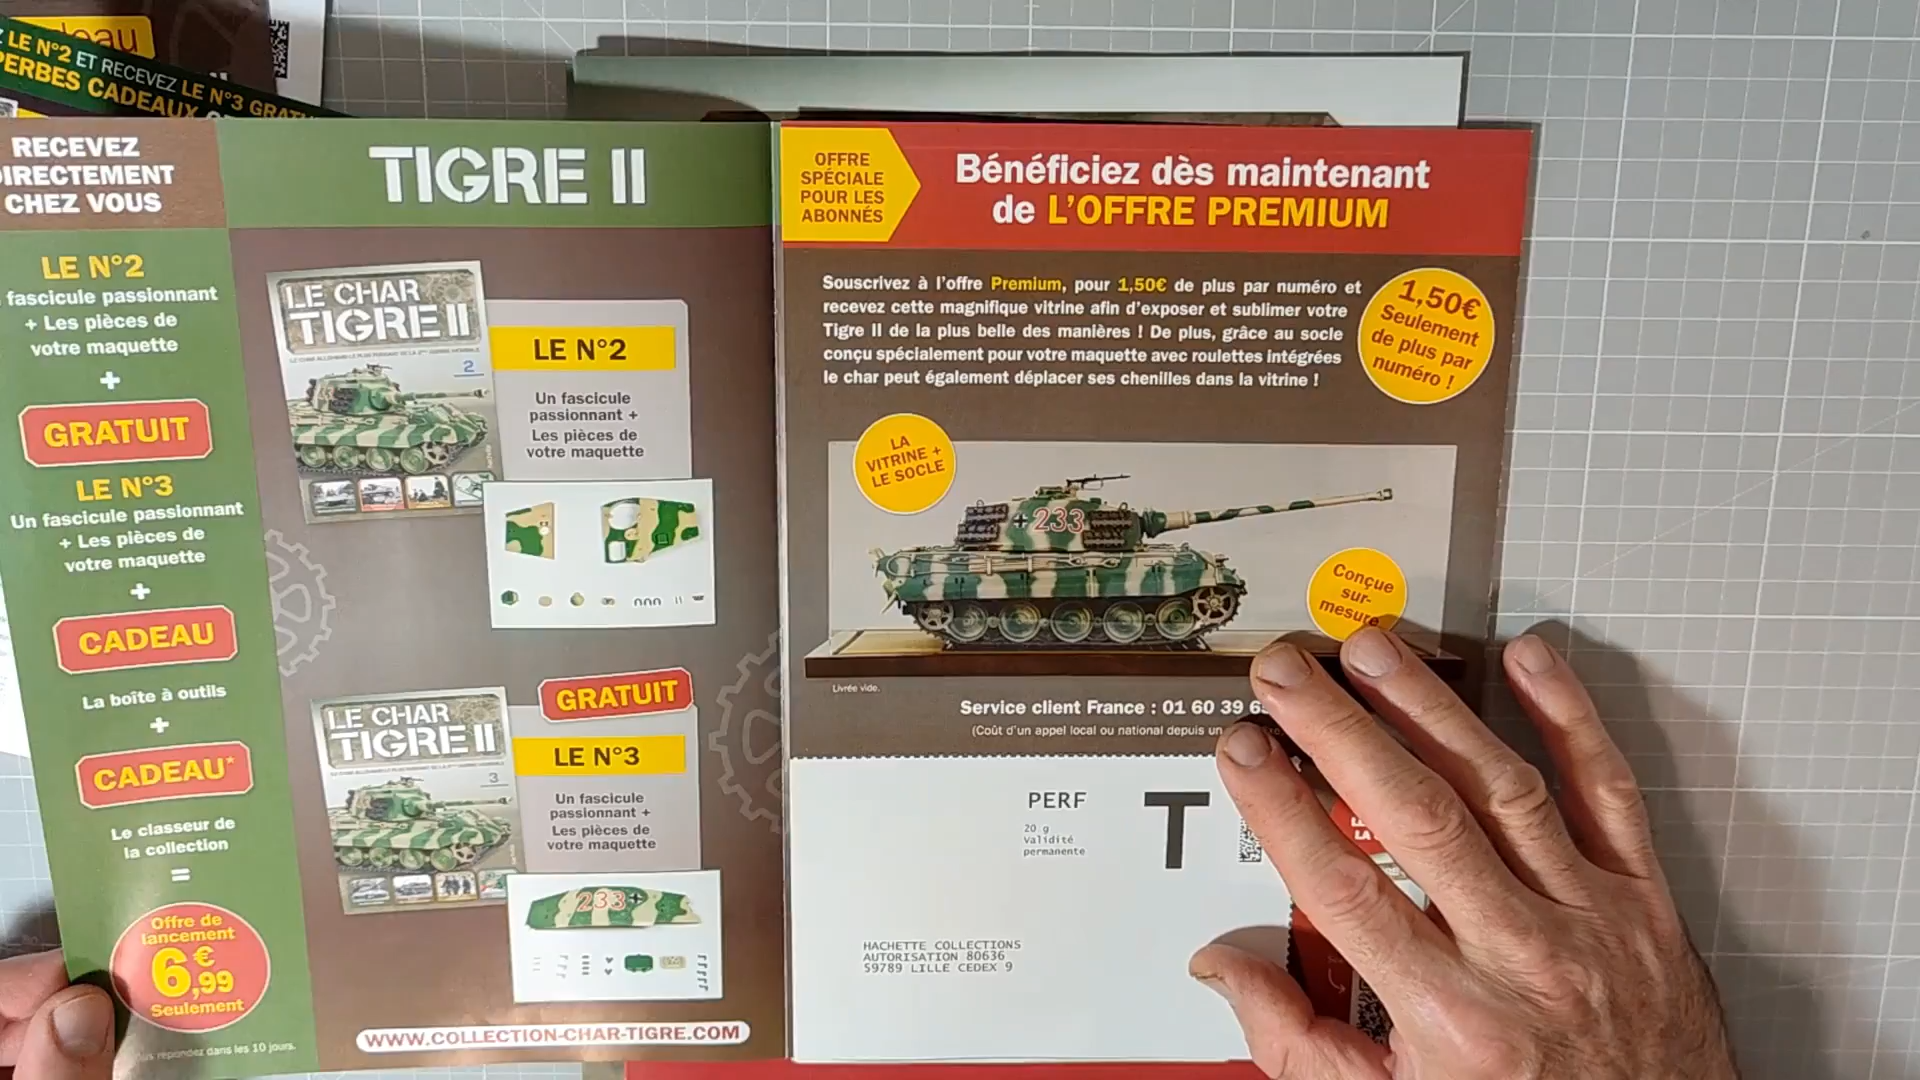 LE N°2 ET RECEVEZ LE N°3
CADEAUX
RECEVEZ
CHEZ VOUS
LE N°2
fascicule passionnant
+ Les pièces de
votre maquette
+
GRATUIT
LE N°3
Un fascicule passionnant
+ Les pièces de
votre maquette
+
CADEAU
La boîte à outils
+
CADEAU*
Le classeur de
la collection
=
Offre de
lancement
6€,99
Seulement
répondez dans les 10 jours.
TIGRE II
LE CHAR
TIGRE II
2
LE N°2
Un fascicule
passionnant +
Les pièces de
votre maquette
GRATUIT
LE CHAR
TIGRE II
3
LE N°3
Un fascicule
passionnant +
Les pièces de
votre maquette
233
WWW.COLLECTION-CHAR-TIGRE.COM
OFFRE
SPÉCIALE
POUR LES
ABONNÉS
Bénéficiez dès maintenant
de L'OFFRE PREMIUM
Souscrivez à l'offre Premium, pour 1,50€ de plus par numéro et
recevez cette magnifique vitrine afin d'exposer et sublimer votre
Tigre II de la plus belle des manières ! De plus, grâce au socle
conçu spécialement pour votre maquette avec roulettes intégrées
le char peut également déplacer ses chenilles dans la vitrine !
1,50€
Seulement
de plus par
numéro !
LA
VITRINE +
LE SOCLE
233
Conçue
sur-
mesure
Livrée vide.
Service client France : 01 60 39
(Coût d'un appel local ou national depuis un
PERF
20 g
Validité
permanente
T
HACHETTE COLLECTIONS
AUTORISATION 80636
59789 LILLE CEDEX 9